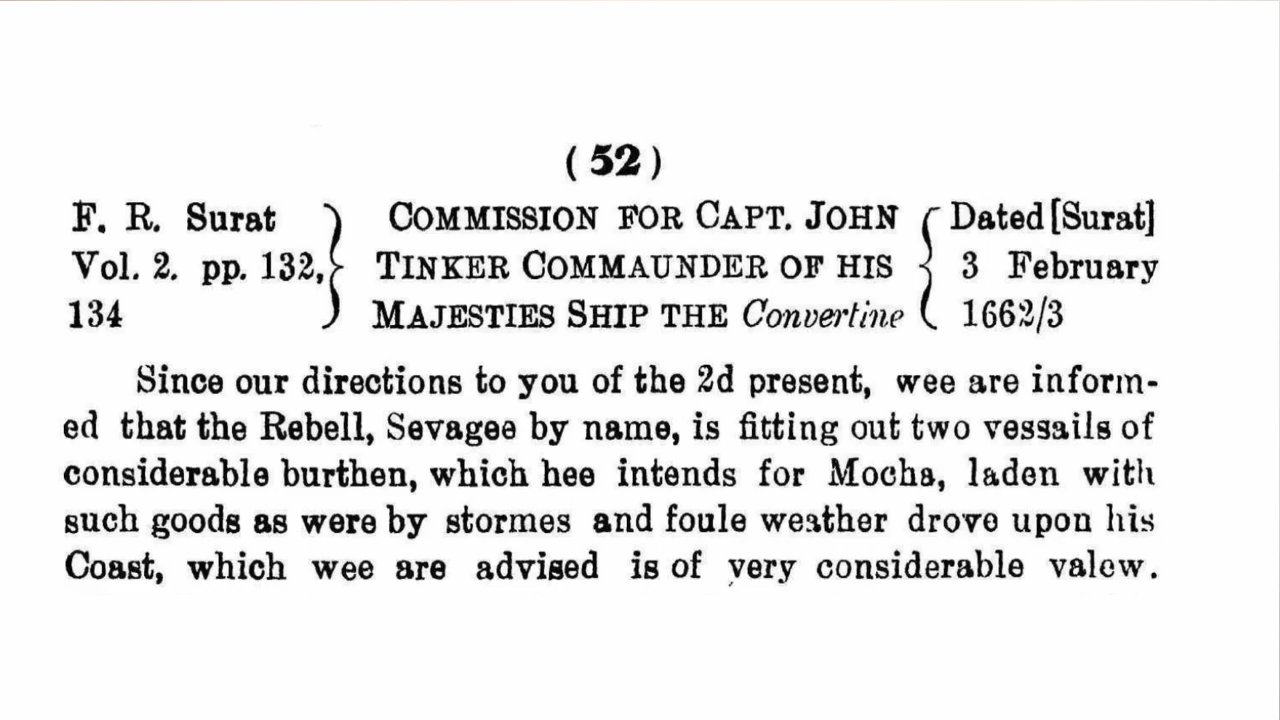 (52)
F. R. Surat } COMMISSION FOR CAPT. JOHN { Dated [Surat]
Vol. 2. pp. 132, } TINKER COMMAUNDER OF HIS { 3 February
134 } MAJESTIES SHIP THE Convertine { 1662/3
Since our directions to you of the 2d present, wee are inform-
ed that the Rebell, Sevagee by name, is fitting out two vessails of
considerable burthen, which hee intends for Mocha, laden with
such goods as were by stormes and foule weather drove upon his
Coast, which wee are advised is of very considerable valew.